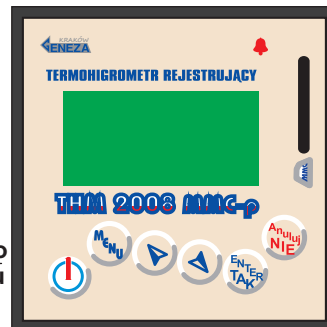 KRAKÓW
GENEZA
TERMOHIGROMETR REJESTRUJĄCY
MMC
THM 2008 MMC-p
MENU
ENTER
TAK
Anuluj
NIE